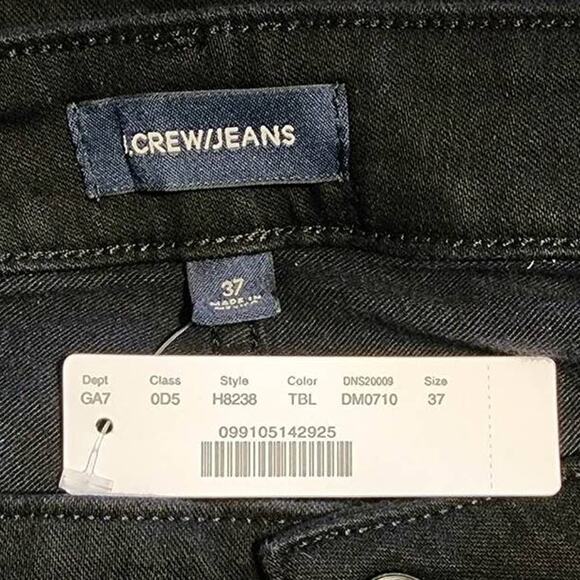 J.CREW/JEANS
37
MADE IN
Dept Class Style Color DNS20009 Size
GA7 0D5 H8238 TBL DM0710 37
099105142925